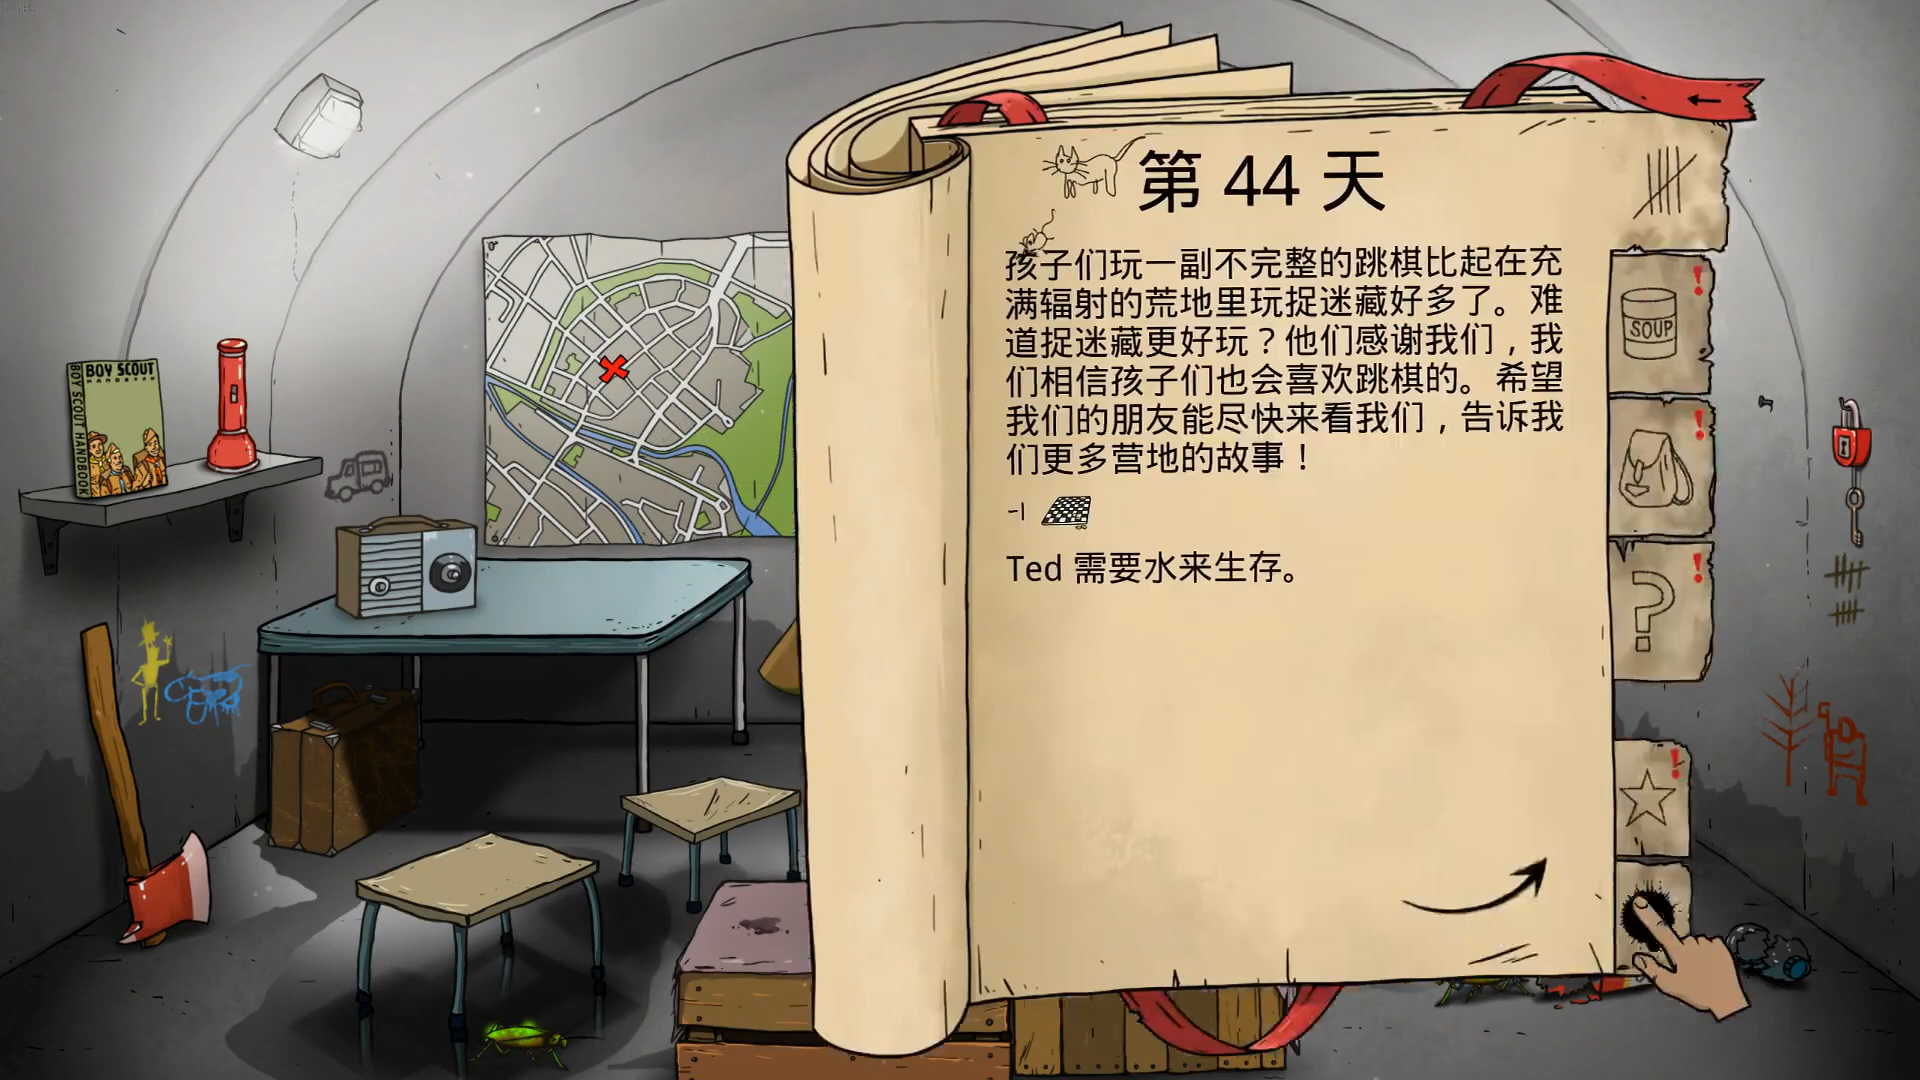 第 44 天
孩子们玩一副不完整的跳棋比起在充
满辐射的荒地里玩捉迷藏好多了。难
道捉迷藏更好玩？他们感谢我们，我
们相信孩子们也会喜欢跳棋的。希望
我们的朋友能尽快来看我们，告诉我
们更多营地的故事！
-1
Ted 需要水来生存。
SOUP
BOY SCOUT
HANDBOOK
BOY SCOUT HANDBOOK